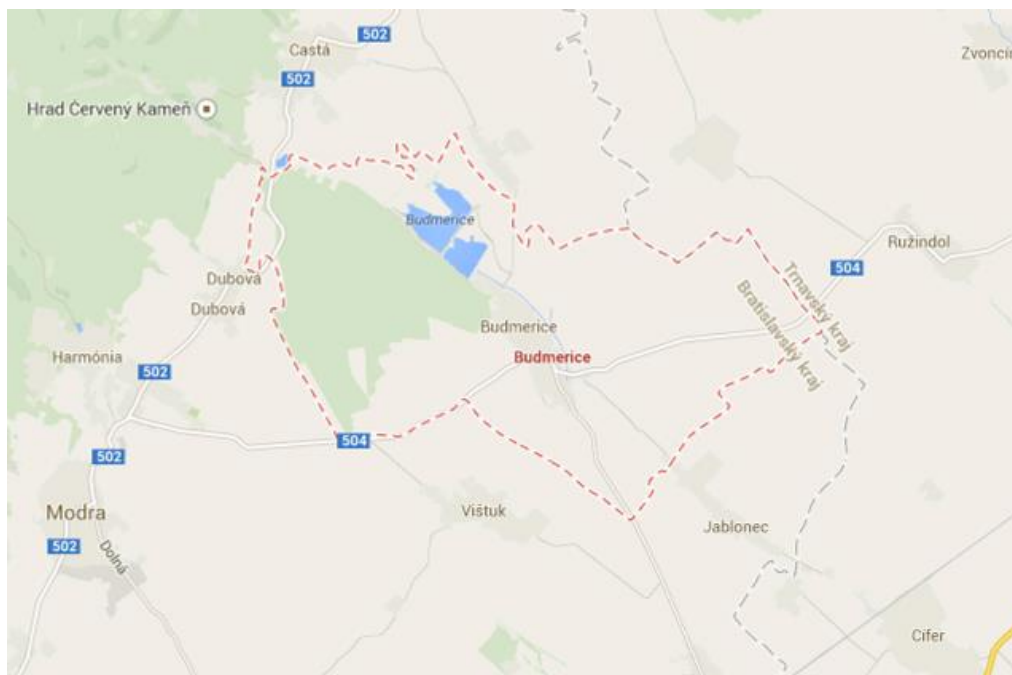 502
Častá
Zvončín
502
Hrad Červený Kameň
Budmerice
Ružindol
504
Dubová
Dubová
Trnavský kraj
Bratislavský kraj
Budmerice
Budmerice
Harmónia
502
504
502
Vištuk
Modra
Jablonec
502
Dolná
Cífer